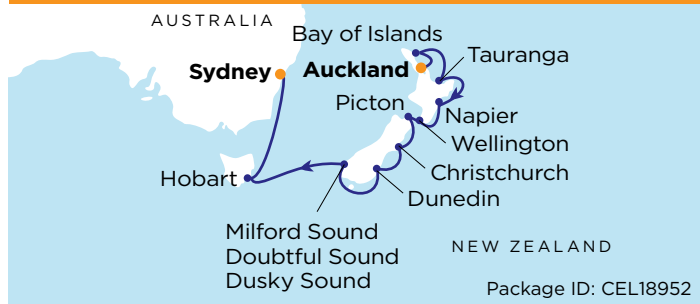 AUSTRALIA
Bay of Islands
Tauranga
Sydney
Auckland
Picton
Napier
Wellington
Christchurch
Hobart
Dunedin
Milford Sound
Doubtful Sound
Dusky Sound
NEW ZEALAND
Package ID: CEL18952